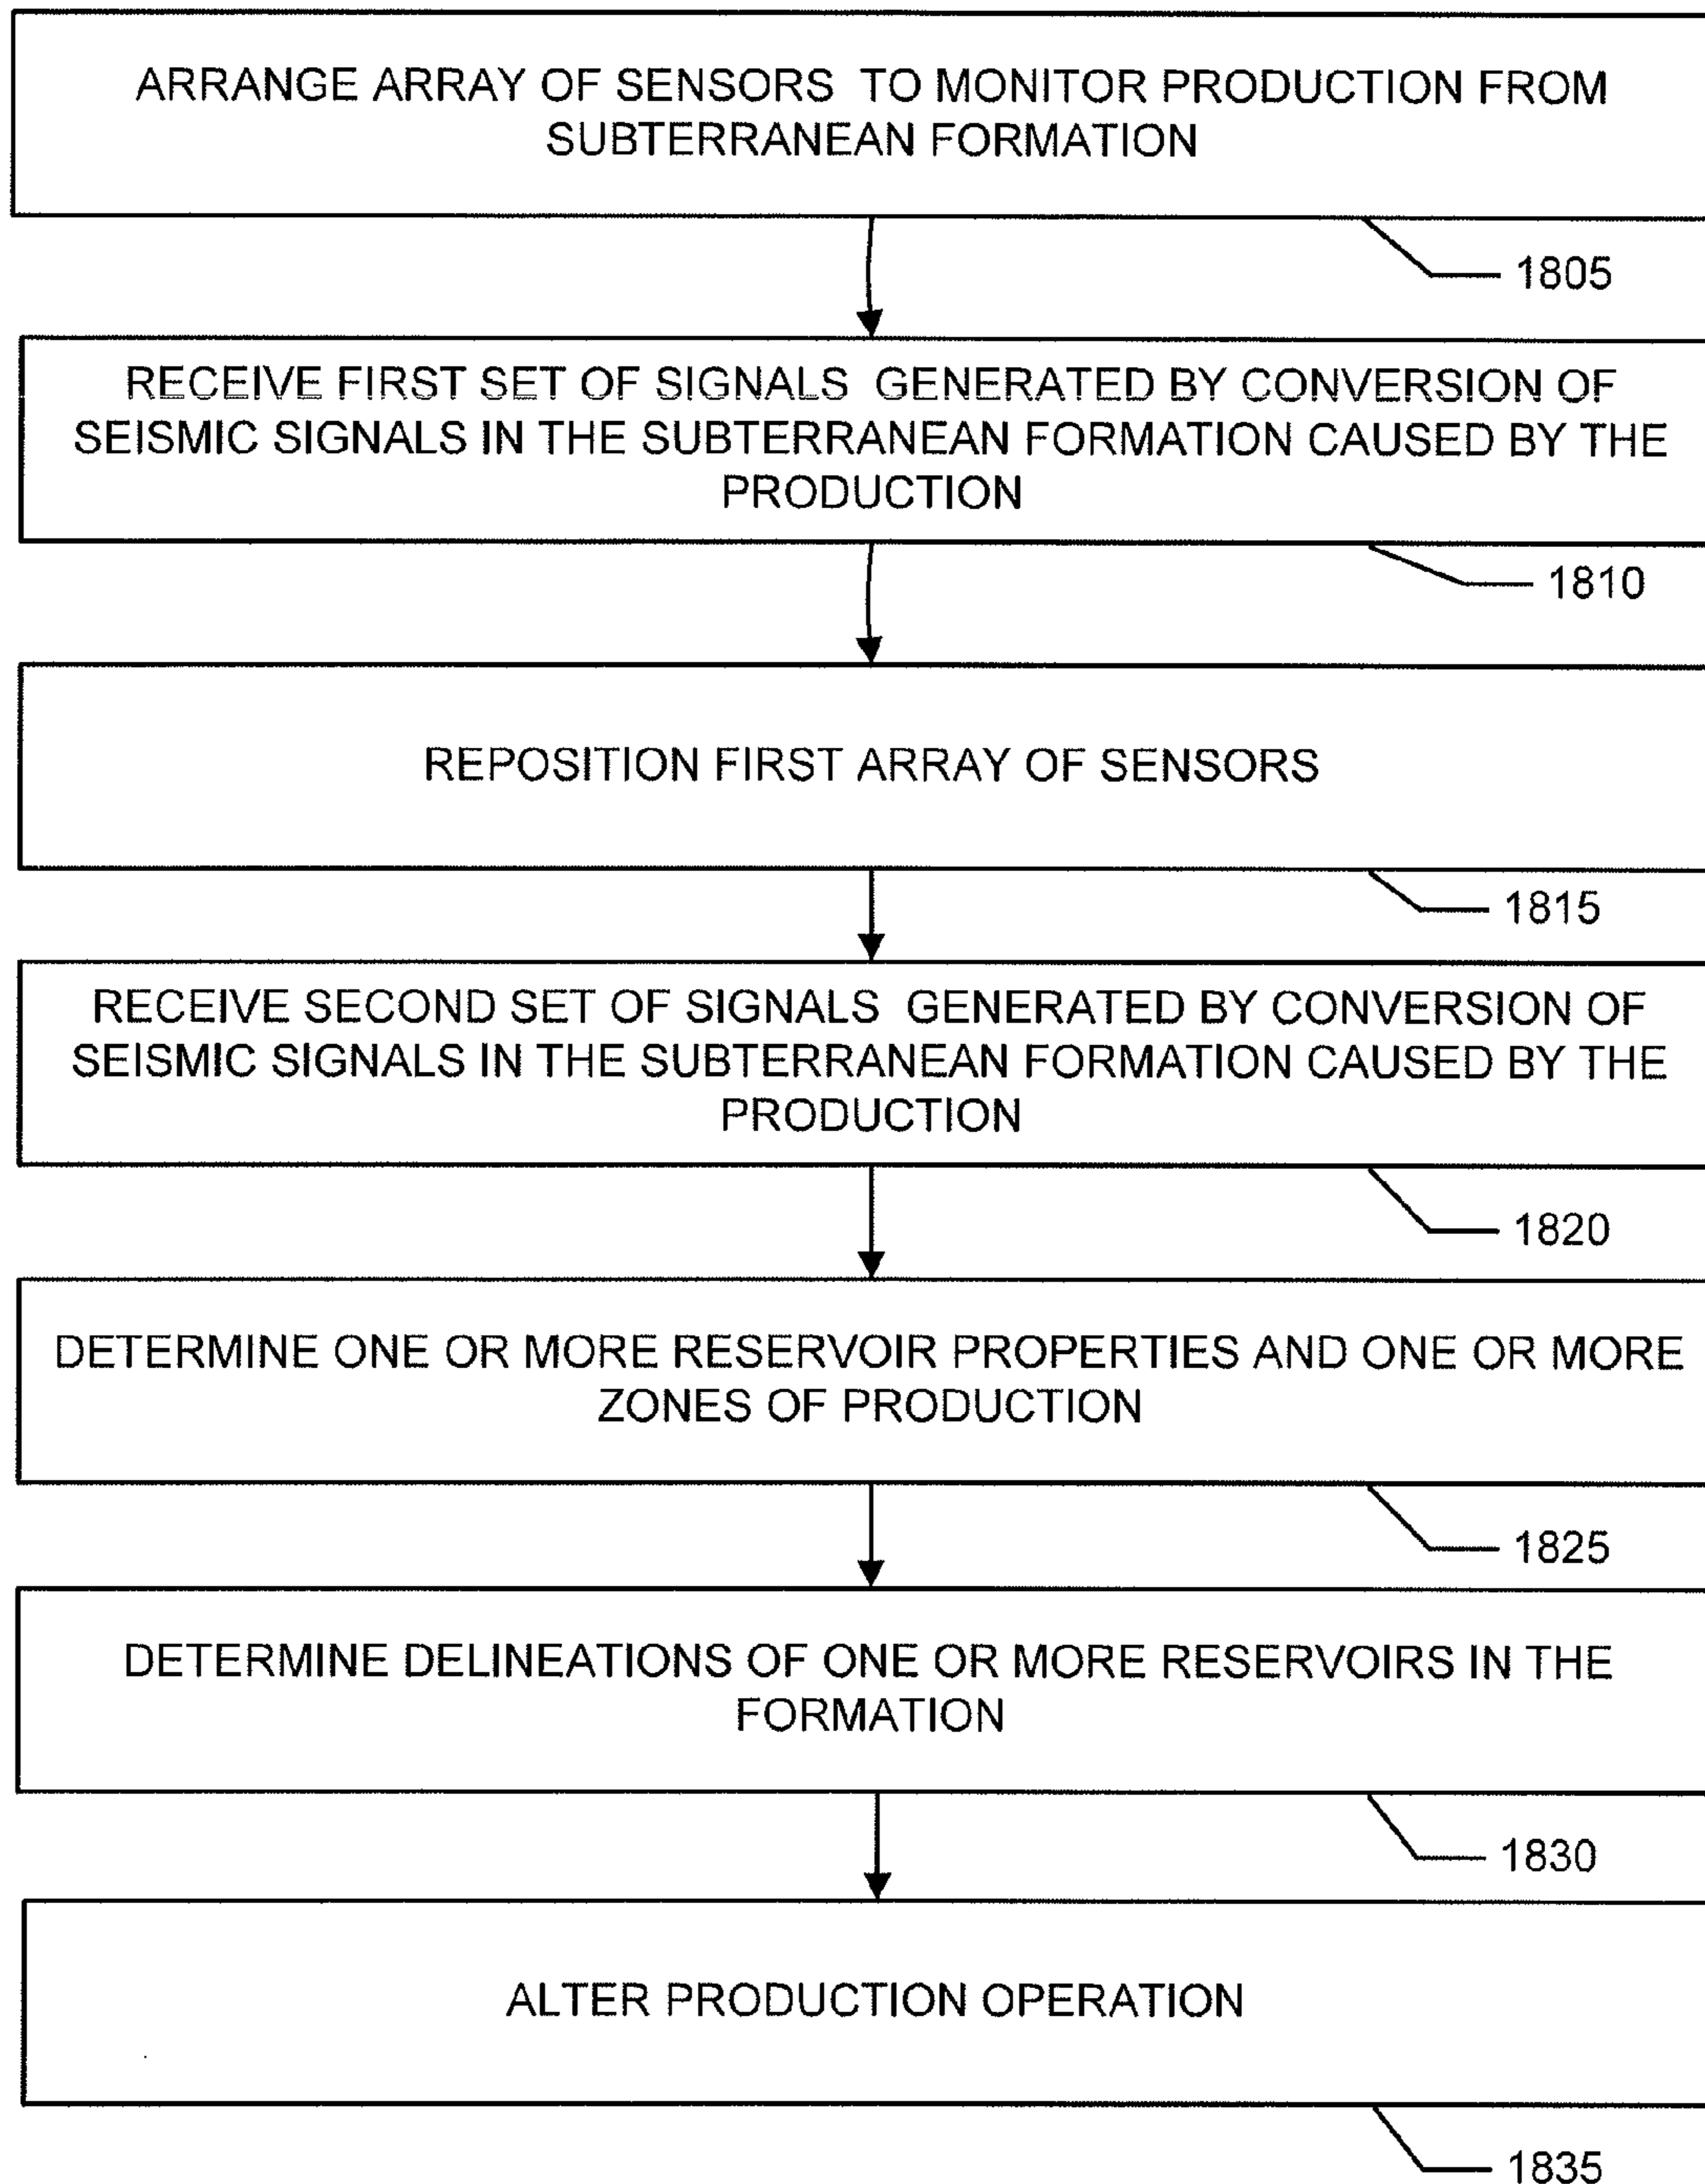 ARRANGE ARRAY OF SENSORS TO MONITOR PRODUCTION FROM
SUBTERRANEAN FORMATION
1805
RECEIVE FIRST SET OF SIGNALS GENERATED BY CONVERSION OF
SEISMIC SIGNALS IN THE SUBTERRANEAN FORMATION CAUSED BY THE
PRODUCTION
1810
REPOSITION FIRST ARRAY OF SENSORS
1815
RECEIVE SECOND SET OF SIGNALS GENERATED BY CONVERSION OF
SEISMIC SIGNALS IN THE SUBTERRANEAN FORMATION CAUSED BY THE
PRODUCTION
1820
DETERMINE ONE OR MORE RESERVOIR PROPERTIES AND ONE OR MORE
ZONES OF PRODUCTION
1825
DETERMINE DELINEATIONS OF ONE OR MORE RESERVOIRS IN THE
FORMATION
1830
ALTER PRODUCTION OPERATION
1835